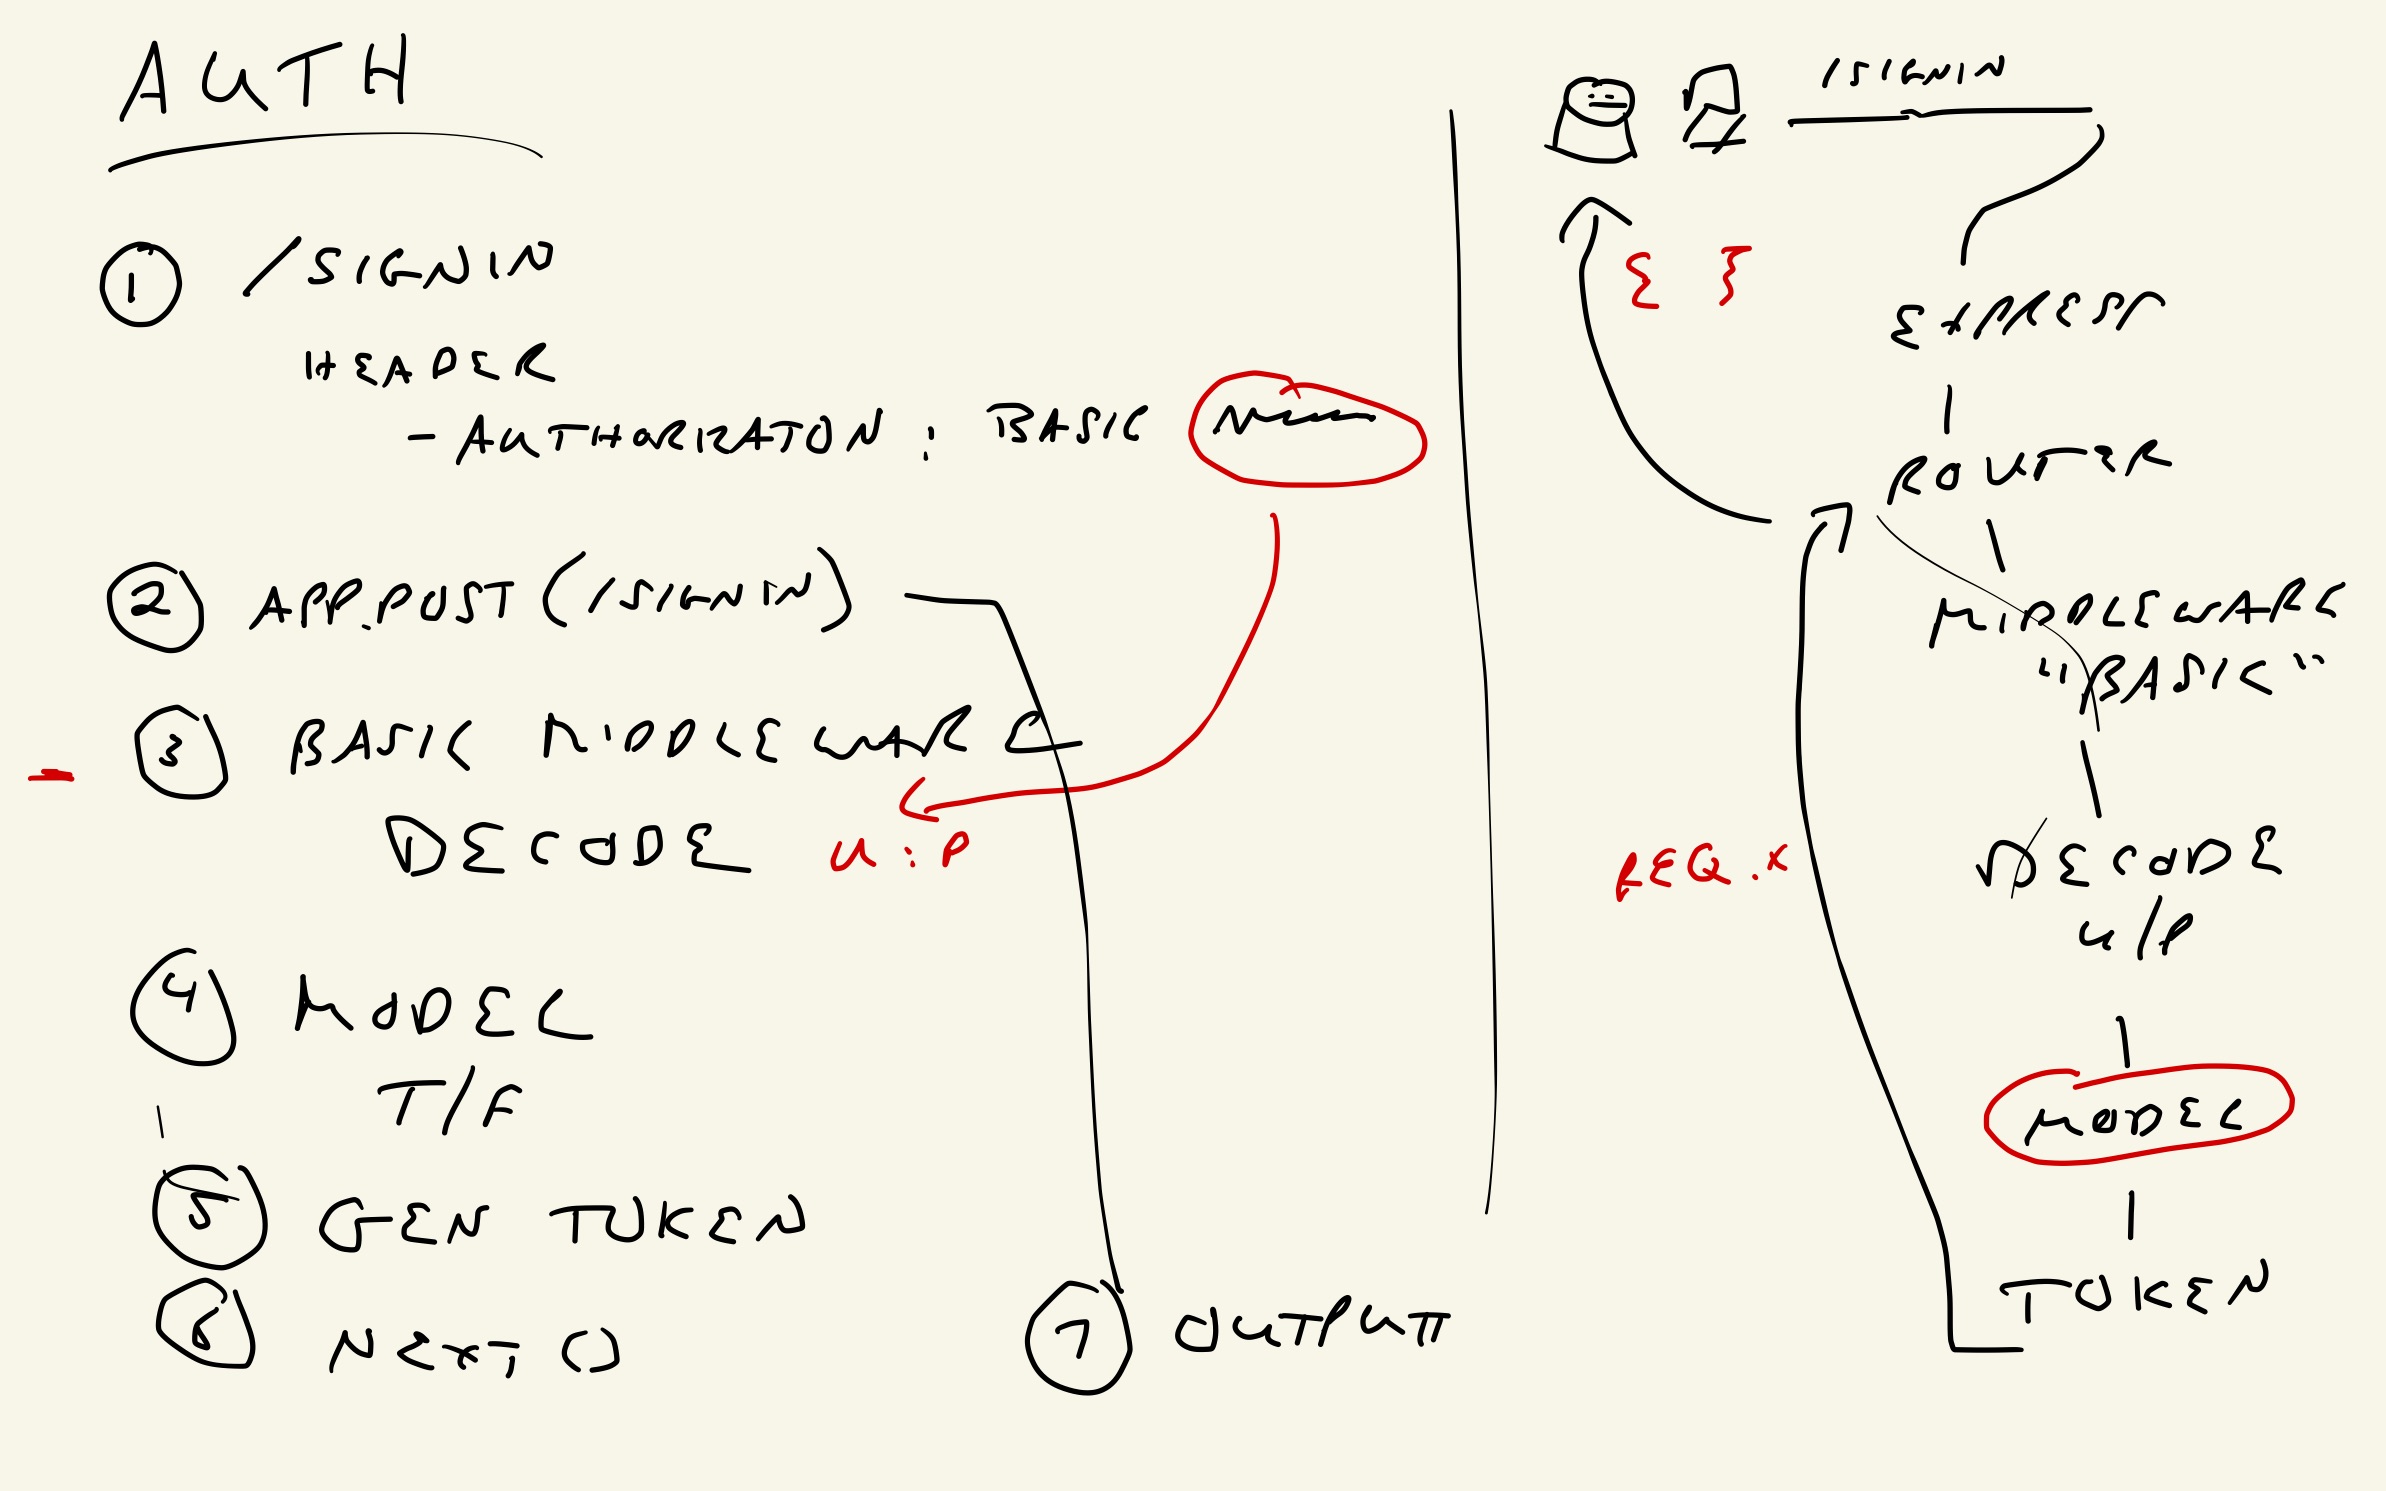 AUTH
1 /SIGNIN
HEADER
- AUTHORIZATON : BASIC
2 APP.POST(/SIGNIN)
3 BASIC MIDDLEWARE
DECODE U:P
4 MODEL
T/F
5 GEN TOKEN
6 NEXT()
7 OUTPUT
/SIGNIN
{ }
EXPRESS
ROUTER
MIDDLEWARE
"BASIC"
REQ.X
DECODE
U/P
MODEL
TOKEN